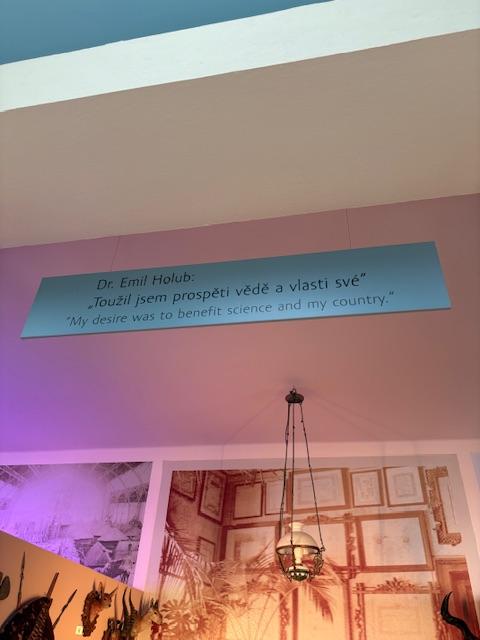 Dr. Emil Holub:
„Toužil jsem prospěti vědě a vlasti své”
“My desire was to benefit science and my country.”